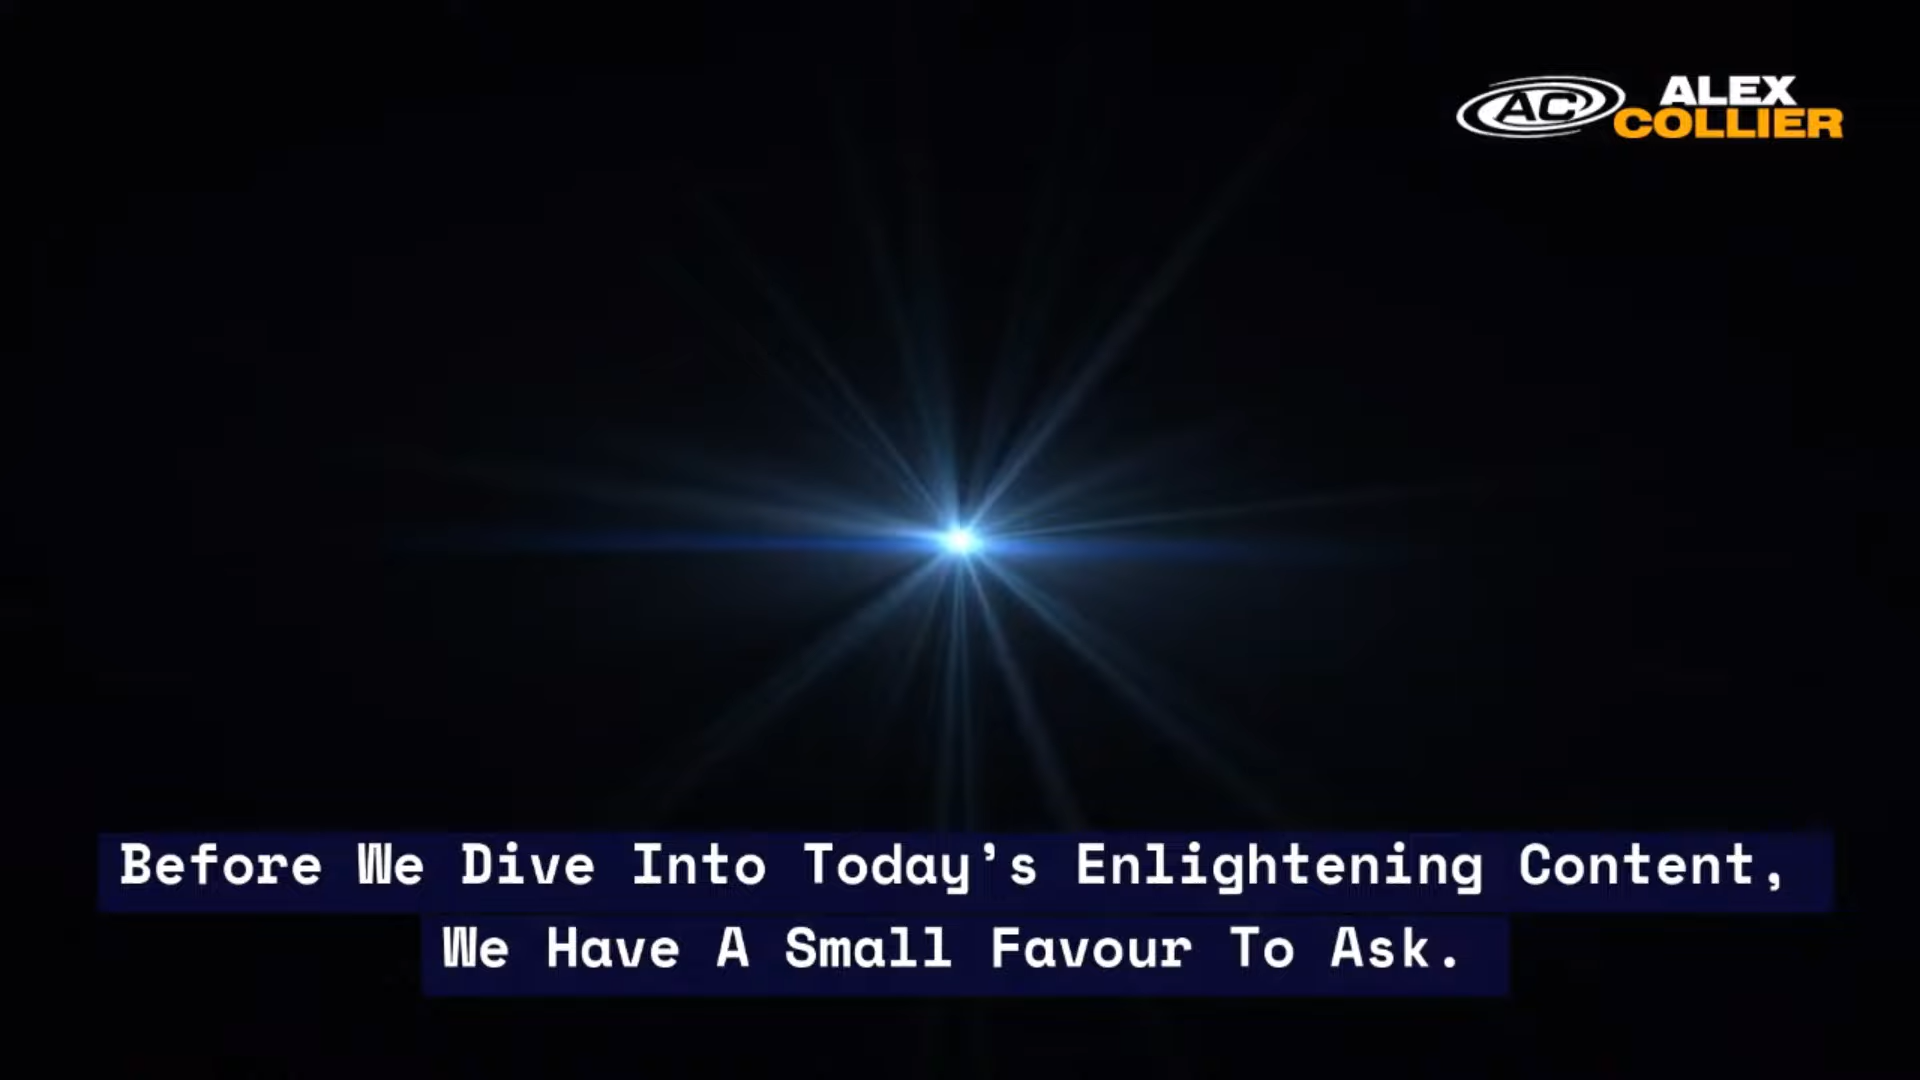 AC ALEX
COLLIER
Before We Dive Into Today's Enlightening Content,
We Have A Small Favour To Ask.